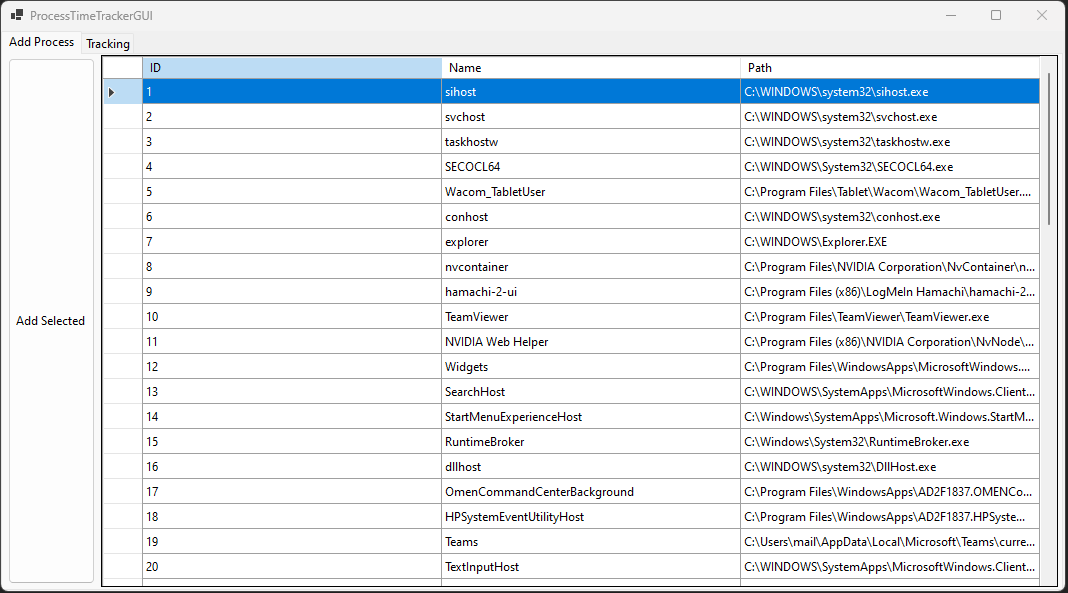 ProcessTimeTrackerGUI
Add Process Tracking
ID Name Path
1 sihost C:\WINDOWS\system32\sihost.exe
2 svchost C:\WINDOWS\system32\svchost.exe
3 taskhostw C:\WINDOWS\system32\taskhostw.exe
4 SECOCL64 C:\WINDOWS\System32\SECOCL64.exe
5 Wacom_TabletUser C:\Program Files\Tablet\Wacom\Wacom_TabletUser....
6 conhost C:\WINDOWS\system32\conhost.exe
7 explorer C:\WINDOWS\Explorer.EXE
8 nvcontainer C:\Program Files\NVIDIA Corporation\NvContainer\n...
9 hamachi-2-ui C:\Program Files (x86)\LogMeIn Hamachi\hamachi-2...
Add Selected
10 TeamViewer C:\Program Files\TeamViewer\TeamViewer.exe
11 NVIDIA Web Helper C:\Program Files (x86)\NVIDIA Corporation\NvNode\...
12 Widgets C:\Program Files\WindowsApps\MicrosoftWindows....
13 SearchHost C:\WINDOWS\SystemApps\MicrosoftWindows.Client...
14 StartMenuExperienceHost C:\Windows\SystemApps\Microsoft.Windows.StartM...
15 RuntimeBroker C:\Windows\System32\RuntimeBroker.exe
16 dllhost C:\WINDOWS\system32\DllHost.exe
17 OmenCommandCenterBackground C:\Program Files\WindowsApps\AD2F1837.OMENCo...
18 HPSystemEventUtilityHost C:\Program Files\WindowsApps\AD2F1837.HPSyste...
19 Teams C:\Users\mail\AppData\Local\Microsoft\Teams\curre...
20 TextInputHost C:\WINDOWS\SystemApps\MicrosoftWindows.Client...